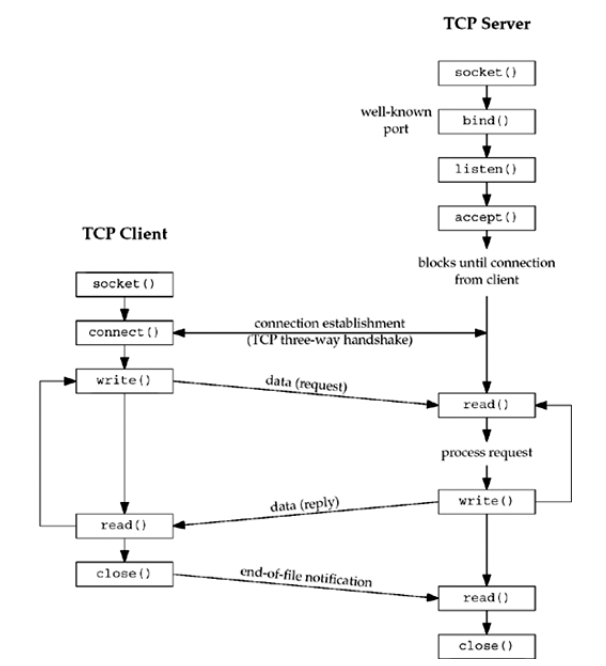 TCP Server
socket()
well-known
port
bind()
listen()
accept()
blocks until connection
from client
TCP Client
socket()
connect()
connection establishment
(TCP three-way handshake)
write()
data (request)
read()
process request
write()
data (reply)
read()
close()
end-of-file notification
read()
close()